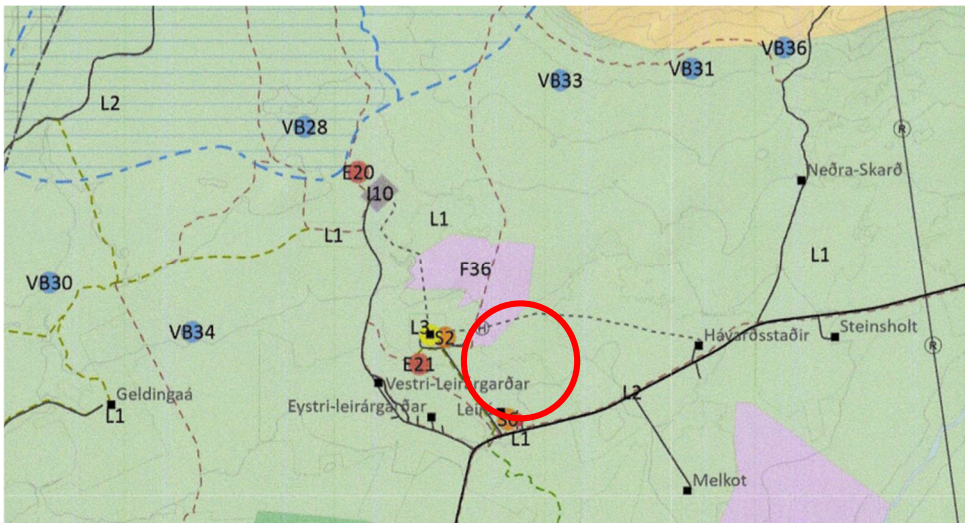 VB36
VB31
VB33
L2
VB28
R
E20
Neðra-Skarð
I10
L1
L1
L1
F36
VB30
L3
S2
H
VB34
Hávarðsstaðir
Steinsholt
R
E21
Vestri-Leirárgarðar
Geldingaá
L1
L2
Eystri-leirárgarðar
S6
L1
Melkot